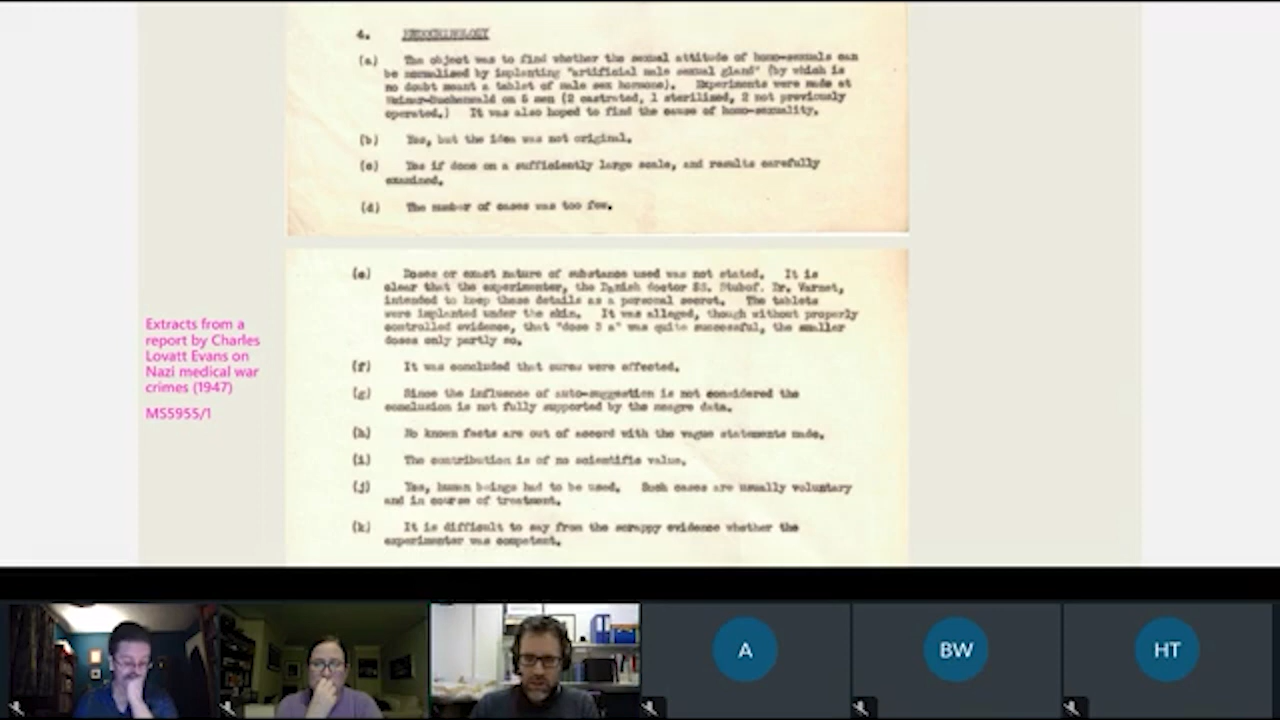 4. ENDOCRINOLOGY
(a) The object was to find whether the sexual attitude of homo-sexuals can
be normalised by implanting "artificial male sexual gland" (by which is
no doubt meant a tablet of male sex hormone). Experiments were made at
Weimar-Buchenwald on 5 men (2 castrated, 1 sterilised, 2 not previously
operated.) It was also hoped to find the cause of homo-sexuality.
(b) Yes, but the idea was not original.
(c) Yes if done on a sufficiently large scale, and results carefully
examined.
(d) The number of cases was too few.
(e) Doses or exact nature of substance used was not stated. It is
clear that the experimenter, the Danish doctor SS. Stubof. Dr. Varnet,
intended to keep these details as a personal secret. The tablets
were implanted under the skin. It was alleged, though without properly
controlled evidence, that "dose 3 a" was quite successful, the smaller
doses only partly so.
(f) It was concluded that cures were effected.
(g) Since the influence of auto-suggestion is not considered the
conclusion is not fully supported by the meagre data.
(h) No known facts are out of accord with the vague statements made.
(i) The contribution is of no scientific value.
(j) Yes, human beings had to be used. Such cases are usually voluntary
and in course of treatment.
(k) It is difficult to say from the scrappy evidence whether the
experimenter was competent.
Extracts from a
report by Charles
Lovatt Evans on
Nazi medical war
crimes (1947)
MS5955/1
A
BW
HT